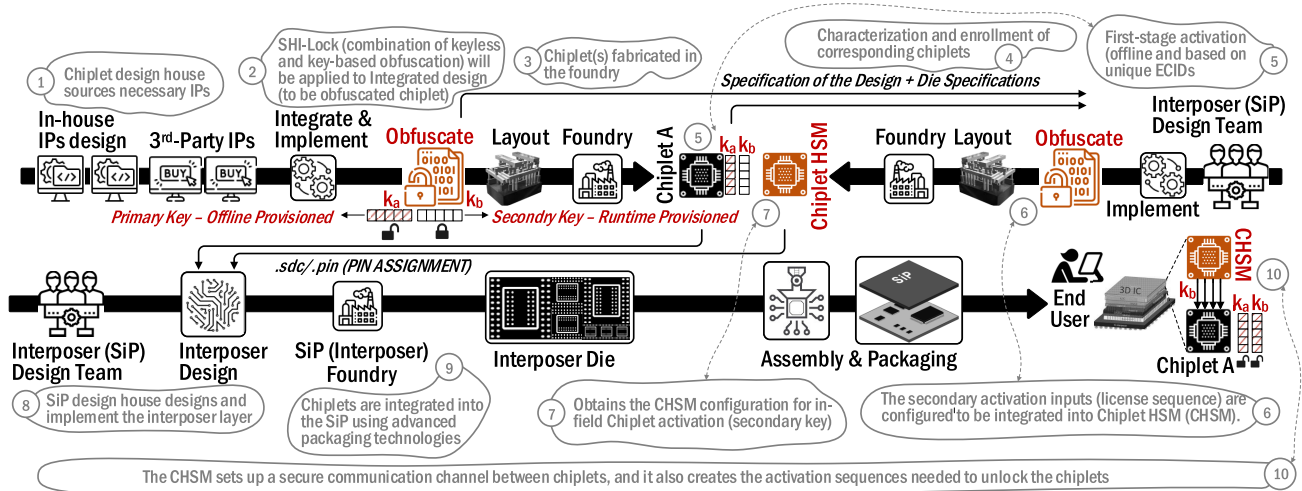 1
Chiplet design house
sources necessary IPs
2
SHI-Lock (combination of keyless
and key-based obfuscation) will
be applied to Integrated design
(to be obfuscated chiplet)
3
Chiplet(s) fabricated
in the foundry
Characterization and enrollment of
corresponding chiplets
4
First-stage activation
(offline and based on
unique ECIDs
5
Specification of the Design + Die Specifications
In-house
IPs design
3rd-Party IPs
BUY
BUY
Integrate &
Implement
Obfuscate
Layout
Foundry
Chiplet A
5
ka kb
Chiplet HSM
Foundry
Layout
Obfuscate
Implement
Interposer (SiP)
Design Team
Primary Key – Offline Provisioned
ka
kb
Secondry Key – Runtime Provisioned
7
6
.sdc/.pin (PIN ASSIGNMENT)
Interposer (SiP)
Design Team
Interposer
Design
SiP (Interposer)
Foundry
Interposer Die
Assembly & Packaging
SiP
End
User
3D IC
CHSM
kb
ka kb
Chiplet A
10
8
SiP design house designs and
implement the interposer layer
9
Chiplets are integrated into
the SiP using advanced
packaging technologies
7
Obtains the CHSM configuration for in-
field Chiplet activation (secondary key)
The secondary activation inputs (license sequence) are
configured to be integrated into Chiplet HSM (CHSM).
6
The CHSM sets up a secure communication channel between chiplets, and it also creates the activation sequences needed to unlock the chiplets
10